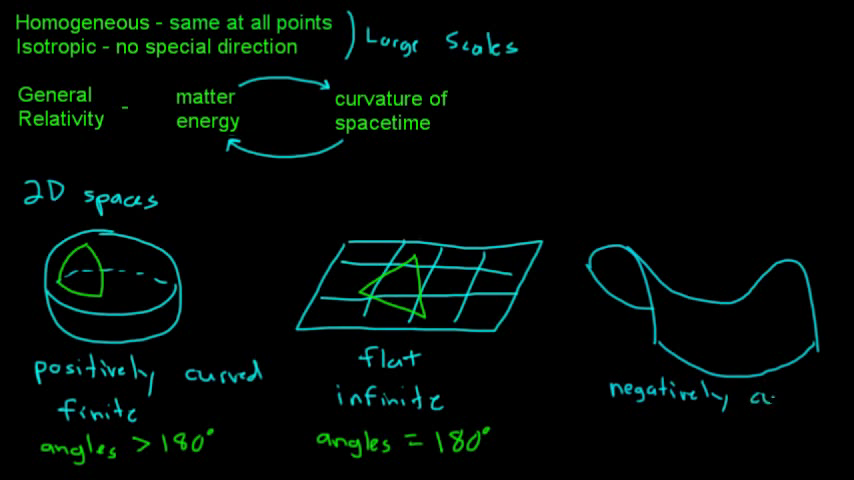 Homogeneous - same at all points
Isotropic - no special direction
Large Scales
General Relativity - matter energy
curvature of spacetime
2D spaces
positively curved
finite
angles > 180°
flat
infinite
angles = 180°
negatively c